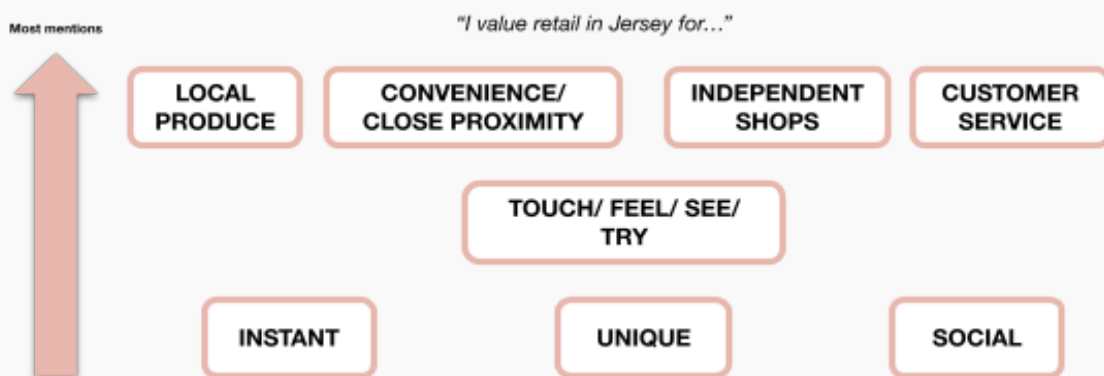 Most mentions
"I value retail in Jersey for..."
LOCAL
PRODUCE
CONVENIENCE/
CLOSE PROXIMITY
INDEPENDENT
SHOPS
CUSTOMER
SERVICE
TOUCH/ FEEL/ SEE/
TRY
INSTANT
UNIQUE
SOCIAL